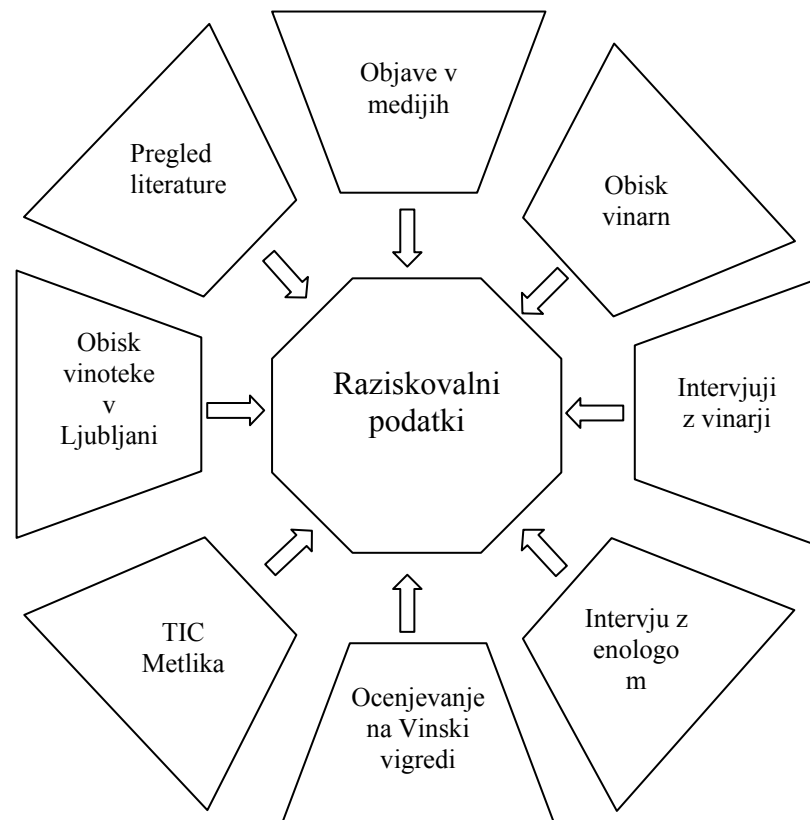 Objave v
medijih
Pregled
literature
Obisk
vinarn
Obisk
vinoteke
v
Ljubljani
Raziskovalni
podatki
Intervjuji
z vinarji
TIC
Metlika
Ocenjevanje
na Vinski
vigredi
Intervju z
enologo
m